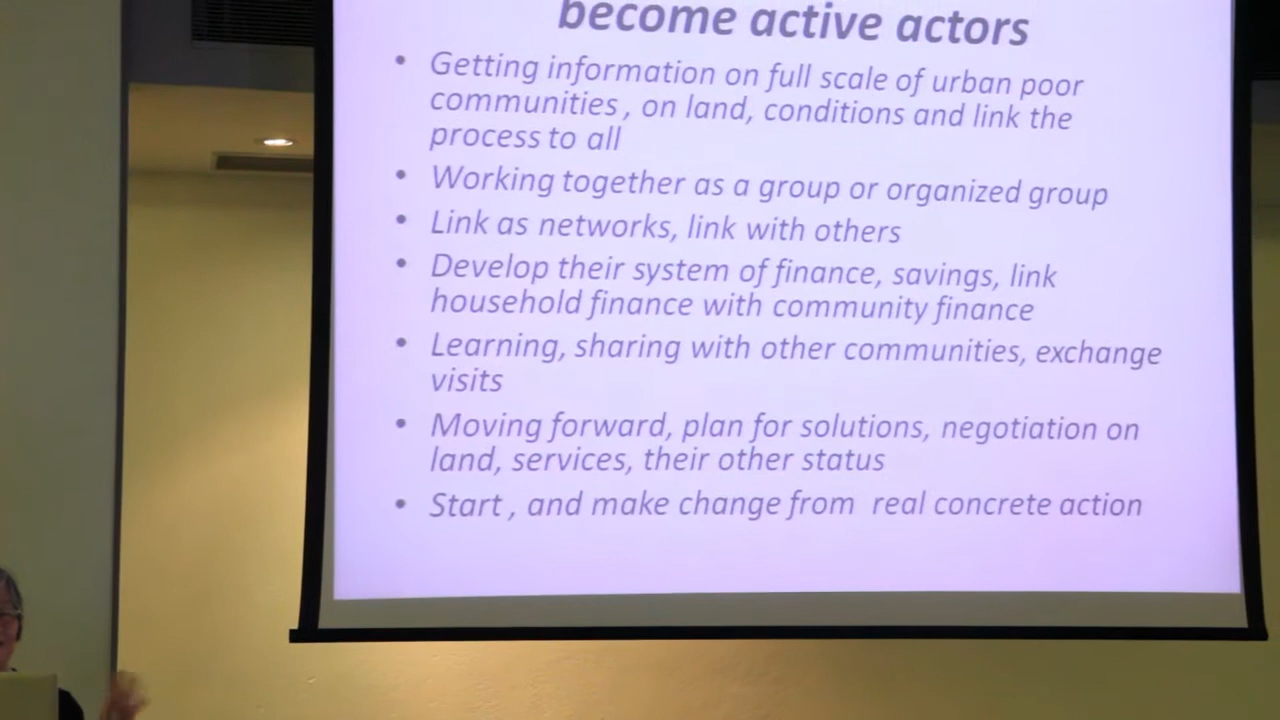 become active actors
• Getting information on full scale of urban poor
communities , on land, conditions and link the
process to all
• Working together as a group or organized group
• Link as networks, link with others
• Develop their system of finance, savings, link
household finance with community finance
• Learning, sharing with other communities, exchange
visits
• Moving forward, plan for solutions, negotiation on
land, services, their other status
• Start , and make change from  real concrete action